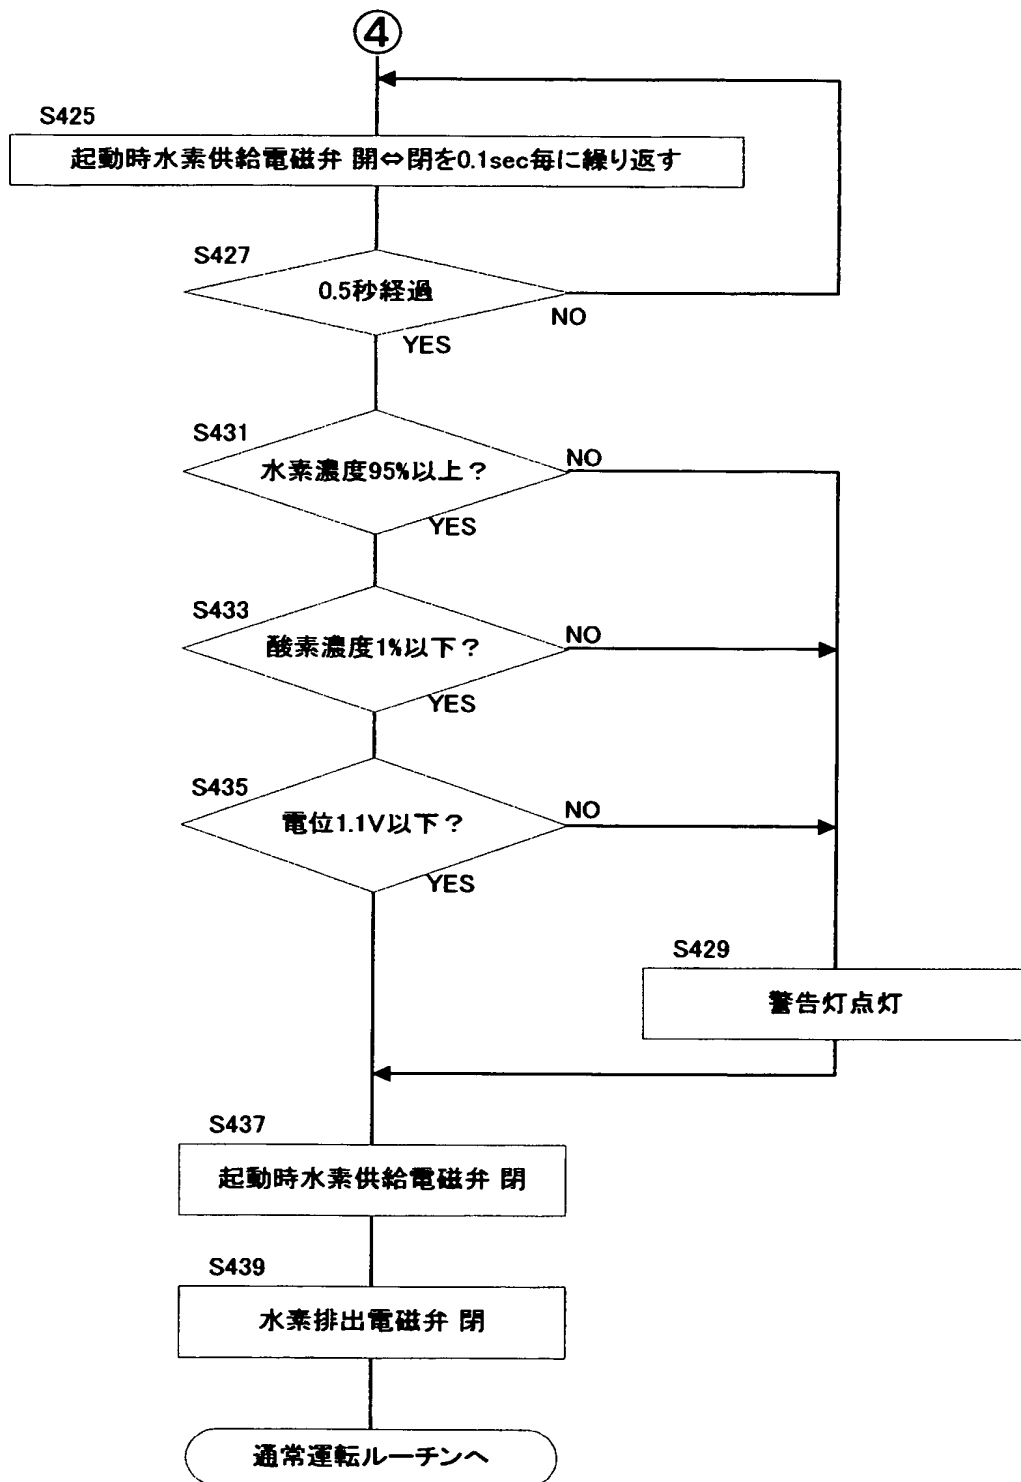 ④
S425
起動時水素供給電磁弁 開⇔閉を0.1sec毎に繰り返す
S427
0.5秒経過
NO
YES
S431
水素濃度95%以上？
NO
YES
S433
酸素濃度1%以下？
NO
YES
S435
電位1.1V以下？
NO
YES
S429
警告灯点灯
S437
起動時水素供給電磁弁 閉
S439
水素排出電磁弁 閉
通常運転ルーチンへ